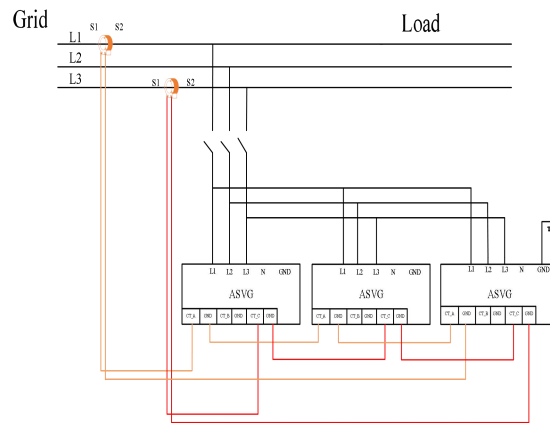 Grid
Load
L1 S1 S2
L2
L3 S1 S2
L1 L2 L3 N GND
L1 L2 L3 N GND
L1 L2 L3 N GND
ASVG
ASVG
ASVG
CT_A GND CT_B GND CT_C GND
CT_A GND CT_B GND CT_C GND
CT_A GND CT_B GND CT_C GND